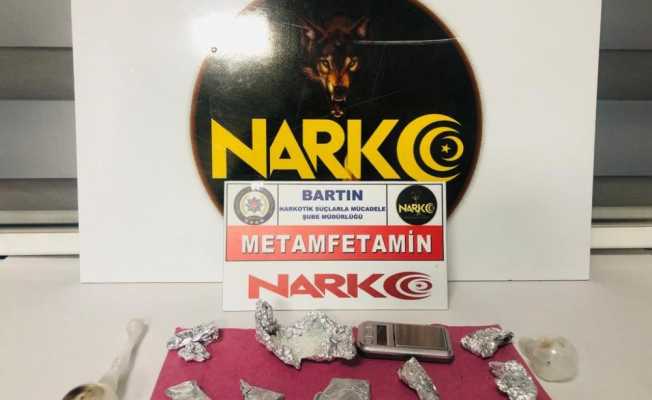 NARKO
BARTIN
NARKOTİK SUÇLARLA MÜCADELE
ŞUBE MÜDÜRLÜĞÜ
NARKO
METAMFETAMİN
NARKO